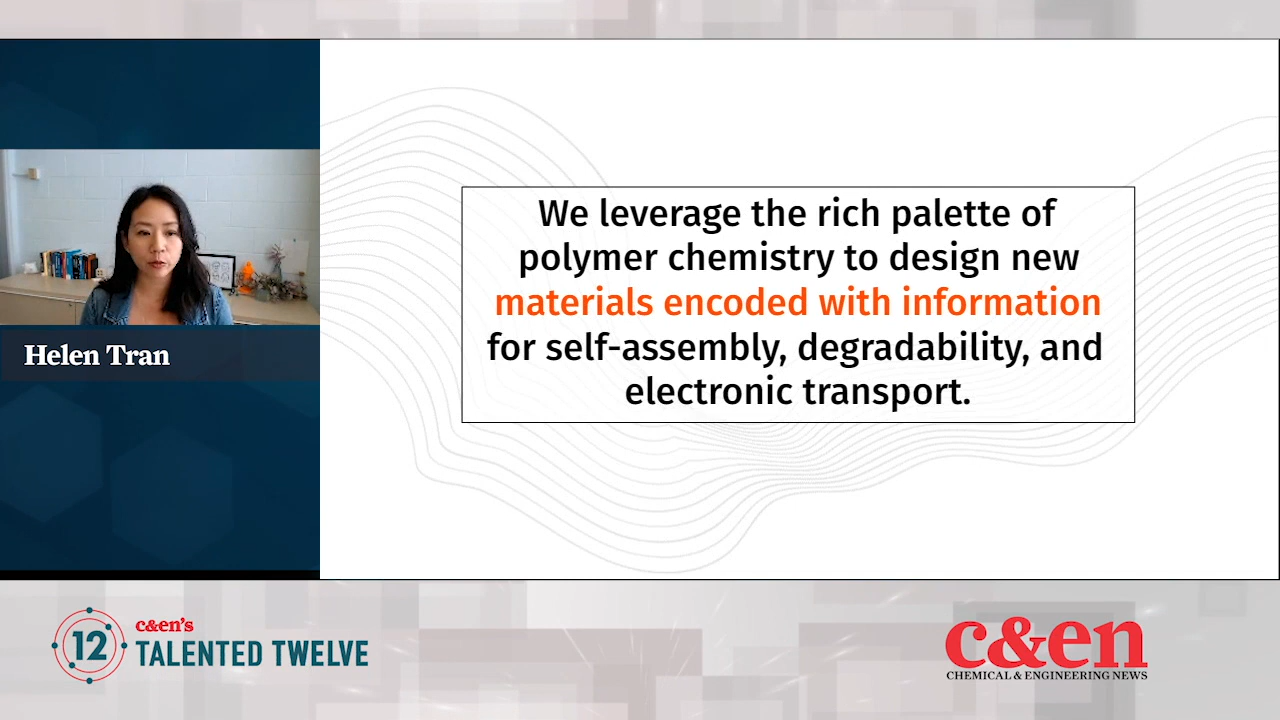 Helen Tran
We leverage the rich palette of
polymer chemistry to design new
materials encoded with information
for self-assembly, degradability, and
electronic transport.
12
c&en's
TALENTED TWELVE
c&en
CHEMICAL & ENGINEERING NEWS